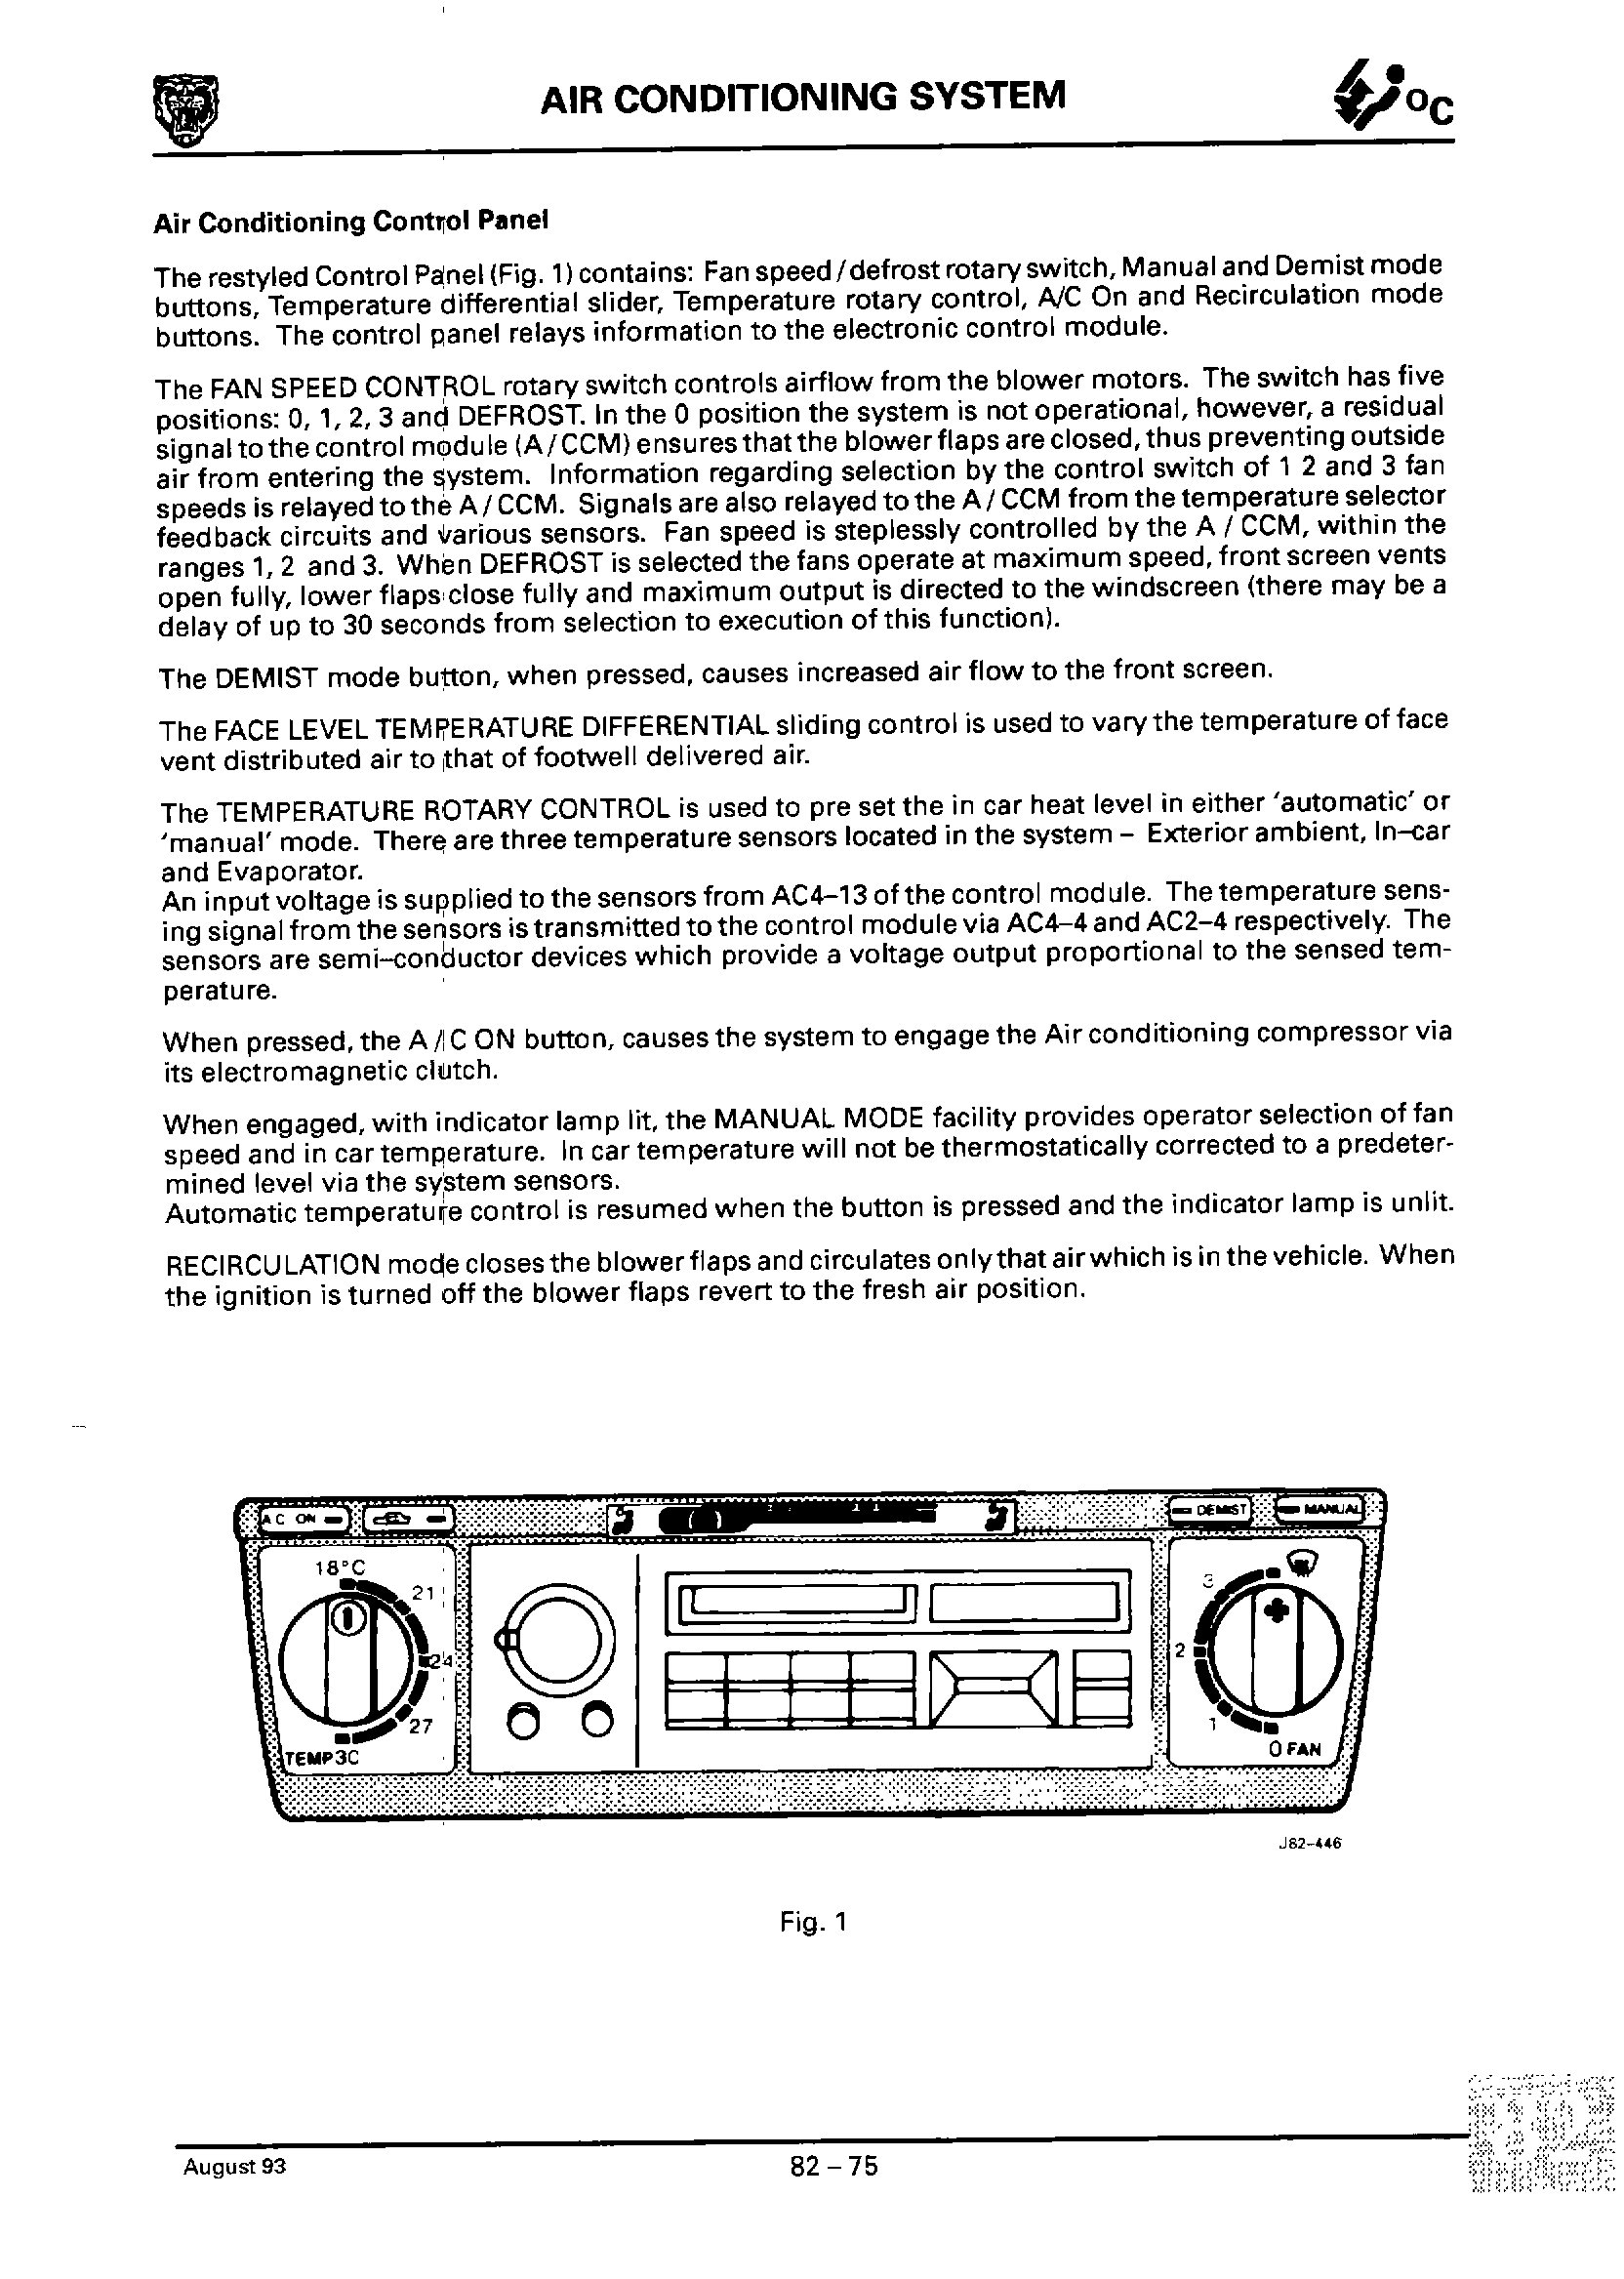 AIR CONDITIONING SYSTEM
°C
Air Conditioning Control Panel
The restyled Control Panel (Fig. 1) contains: Fan speed / defrost rotary switch, Manual and Demist mode
buttons, Temperature differential slider, Temperature rotary control, A/C On and Recirculation mode
buttons. The control panel relays information to the electronic control module.
The FAN SPEED CONTROL rotary switch controls airflow from the blower motors. The switch has five
positions: 0, 1, 2, 3 and DEFROST. In the 0 position the system is not operational, however, a residual
signal to the control module (A / CCM) ensures that the blower flaps are closed, thus preventing outside
air from entering the system. Information regarding selection by the control switch of 1 2 and 3 fan
speeds is relayed to the A / CCM. Signals are also relayed to the A / CCM from the temperature selector
feedback circuits and various sensors. Fan speed is steplessly controlled by the A / CCM, within the
ranges 1, 2 and 3. When DEFROST is selected the fans operate at maximum speed, front screen vents
open fully, lower flaps close fully and maximum output is directed to the windscreen (there may be a
delay of up to 30 seconds from selection to execution of this function).
The DEMIST mode button, when pressed, causes increased air flow to the front screen.
The FACE LEVEL TEMPERATURE DIFFERENTIAL sliding control is used to vary the temperature of face
vent distributed air to that of footwell delivered air.
The TEMPERATURE ROTARY CONTROL is used to pre set the in car heat level in either 'automatic' or
'manual' mode. There are three temperature sensors located in the system – Exterior ambient, In–car
and Evaporator.
An input voltage is supplied to the sensors from AC4–13 of the control module. The temperature sens-
ing signal from the sensors is transmitted to the control module via AC4–4 and AC2–4 respectively. The
sensors are semi–conductor devices which provide a voltage output proportional to the sensed tem-
perature.
When pressed, the A / C ON button, causes the system to engage the Air conditioning compressor via
its electromagnetic clutch.
When engaged, with indicator lamp lit, the MANUAL MODE facility provides operator selection of fan
speed and in car temperature. In car temperature will not be thermostatically corrected to a predeter-
mined level via the system sensors.
Automatic temperature control is resumed when the button is pressed and the indicator lamp is unlit.
RECIRCULATION mode closes the blower flaps and circulates only that air which is in the vehicle. When
the ignition is turned off the blower flaps revert to the fresh air position.
A C ON
DEMIST
MANUAL
18°C
21
24
27
TEMP3C
3
2
1
0 FAN
J82–446
Fig. 1
August 93
82 – 75